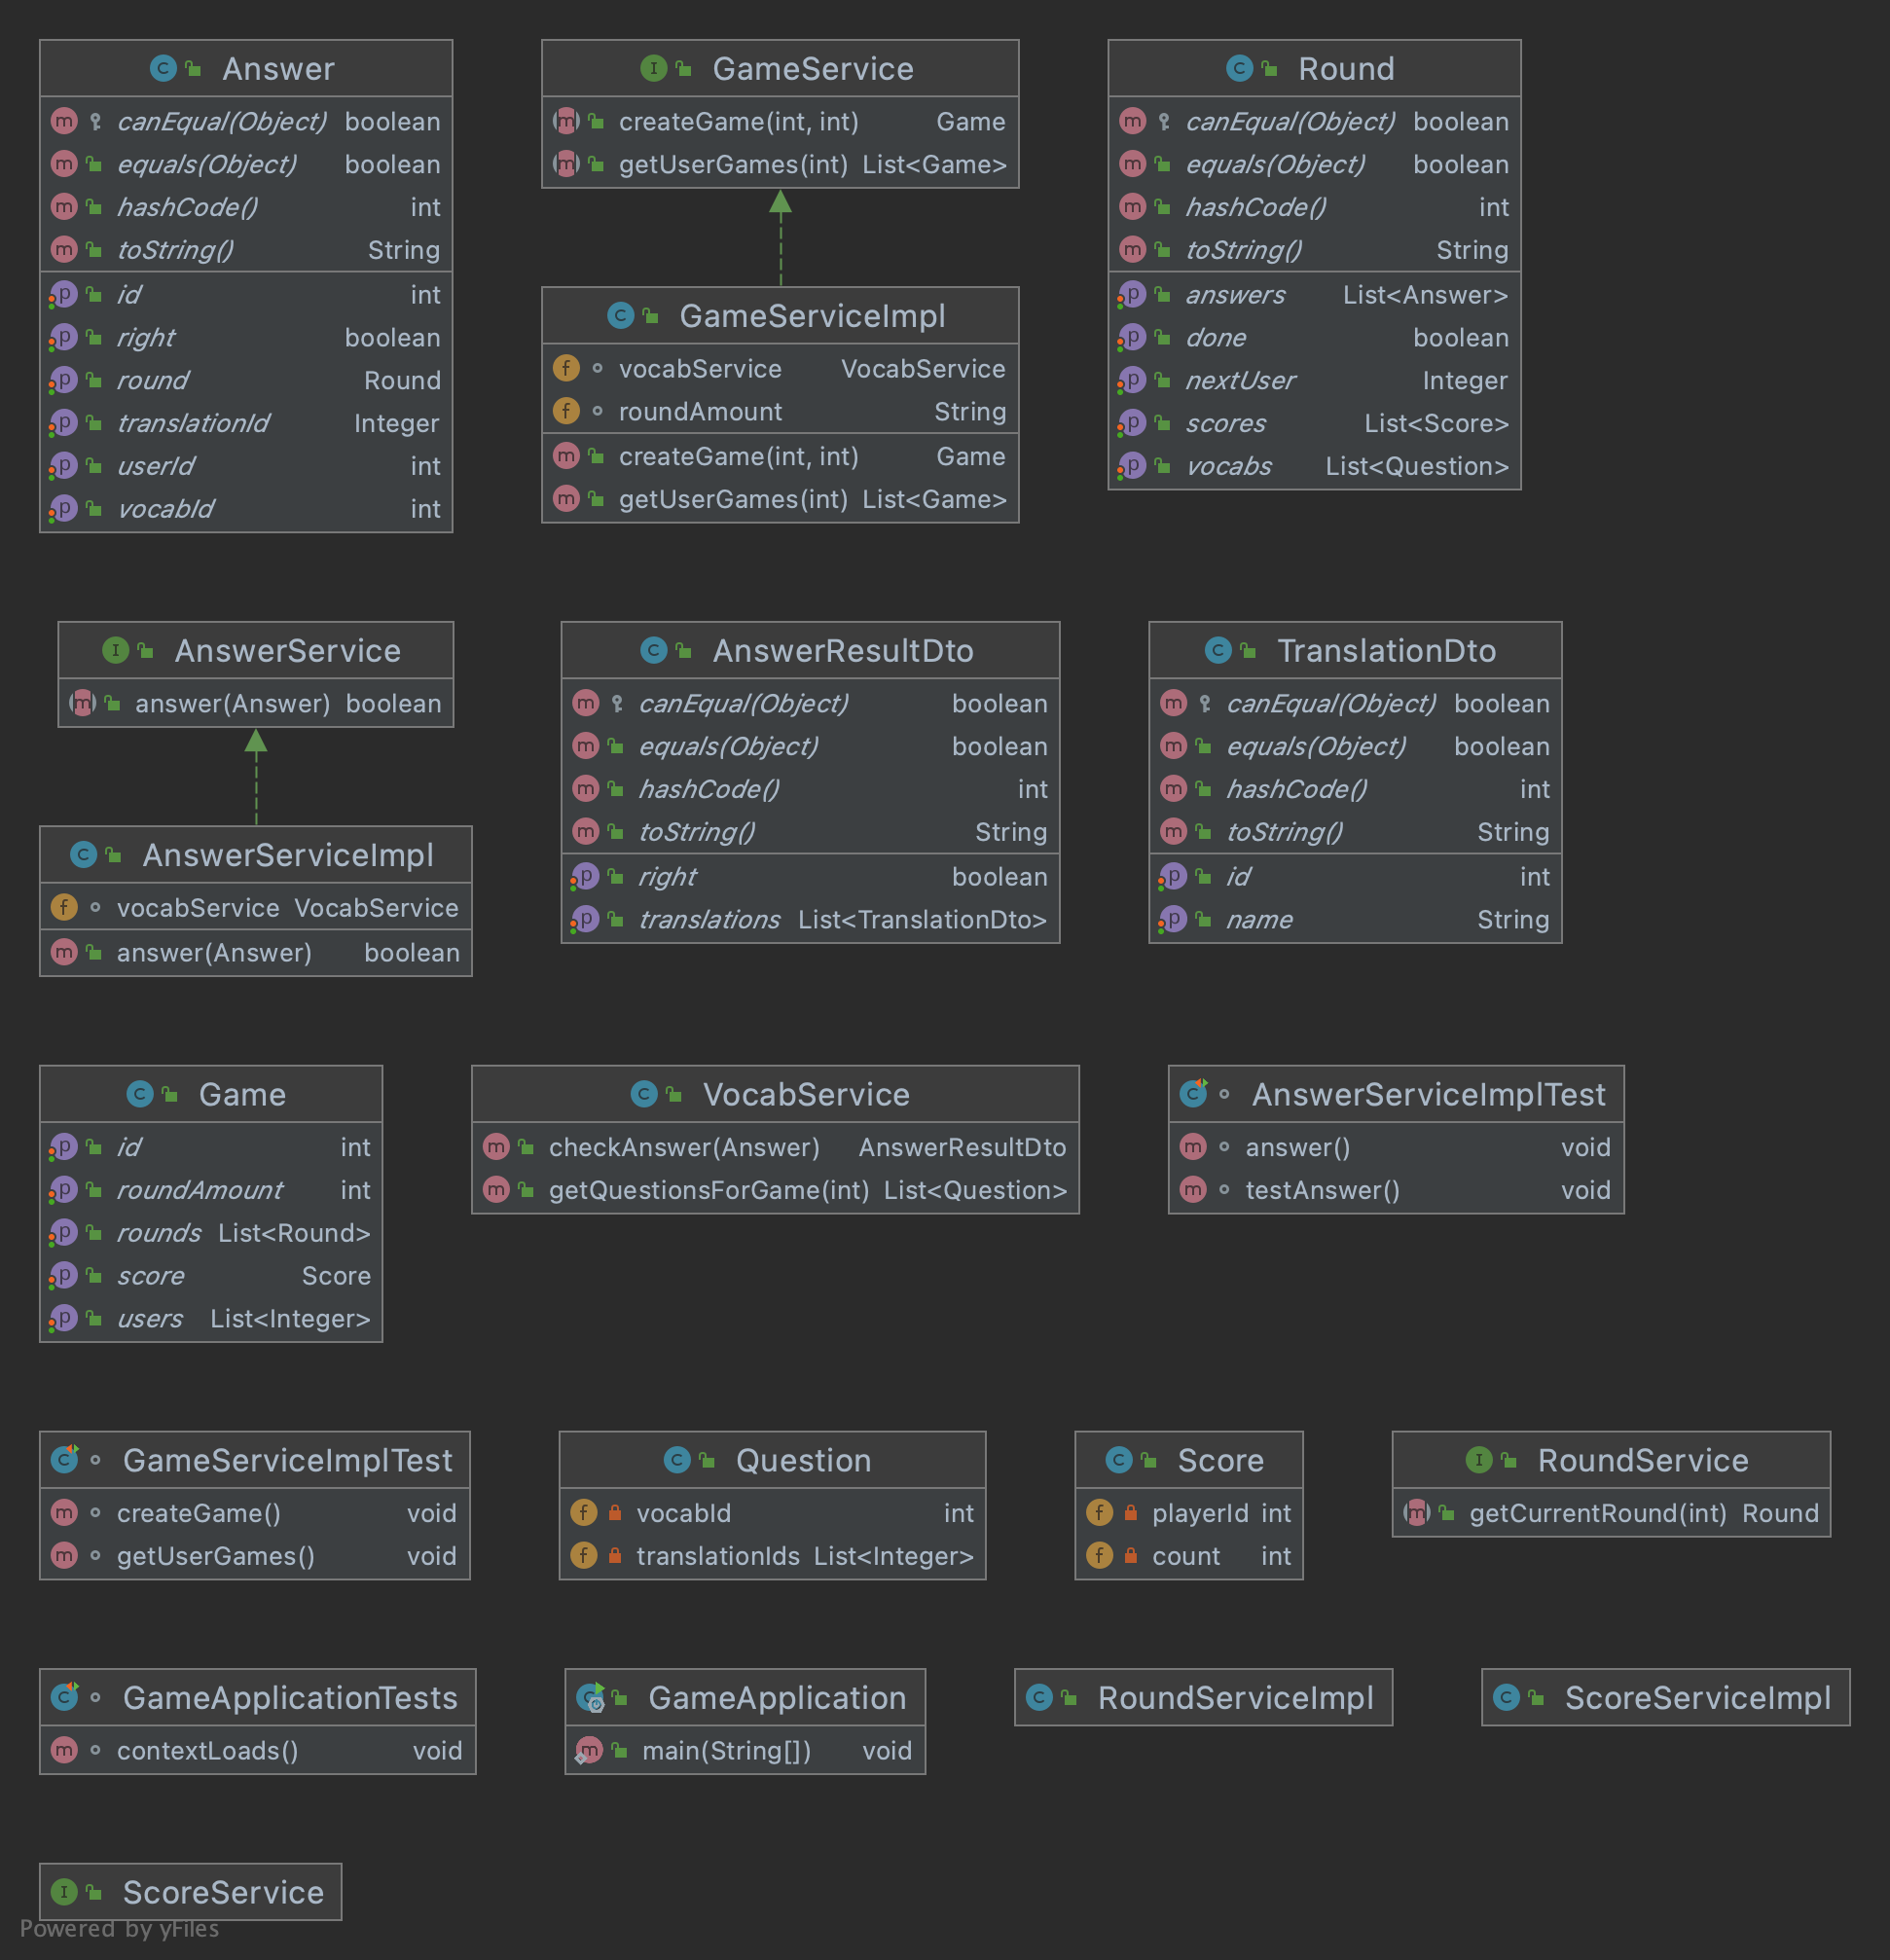 Answer
canEqual(Object) boolean
equals(Object) boolean
hashCode() int
toString() String
id int
right boolean
round Round
translationId Integer
userId int
vocabId int
GameService
createGame(int, int) Game
getUserGames(int) List<Game>
GameServiceImpl
vocabService VocabService
roundAmount String
createGame(int, int) Game
getUserGames(int) List<Game>
Round
canEqual(Object) boolean
equals(Object) boolean
hashCode() int
toString() String
answers List<Answer>
done boolean
nextUser Integer
scores List<Score>
vocabs List<Question>
AnswerService
answer(Answer) boolean
AnswerServiceImpl
vocabService VocabService
answer(Answer) boolean
AnswerResultDto
canEqual(Object) boolean
equals(Object) boolean
hashCode() int
toString() String
right boolean
translations List<TranslationDto>
TranslationDto
canEqual(Object) boolean
equals(Object) boolean
hashCode() int
toString() String
id int
name String
Game
id int
roundAmount int
rounds List<Round>
score Score
users List<Integer>
VocabService
checkAnswer(Answer) AnswerResultDto
getQuestionsForGame(int) List<Question>
AnswerServiceImplTest
answer() void
testAnswer() void
GameServiceImplTest
createGame() void
getUserGames() void
Question
vocabId int
translationIds List<Integer>
Score
playerId int
count int
RoundService
getCurrentRound(int) Round
GameApplicationTests
contextLoads() void
GameApplication
main(String[]) void
RoundServiceImpl
ScoreServiceImpl
ScoreService
Powered by yFiles